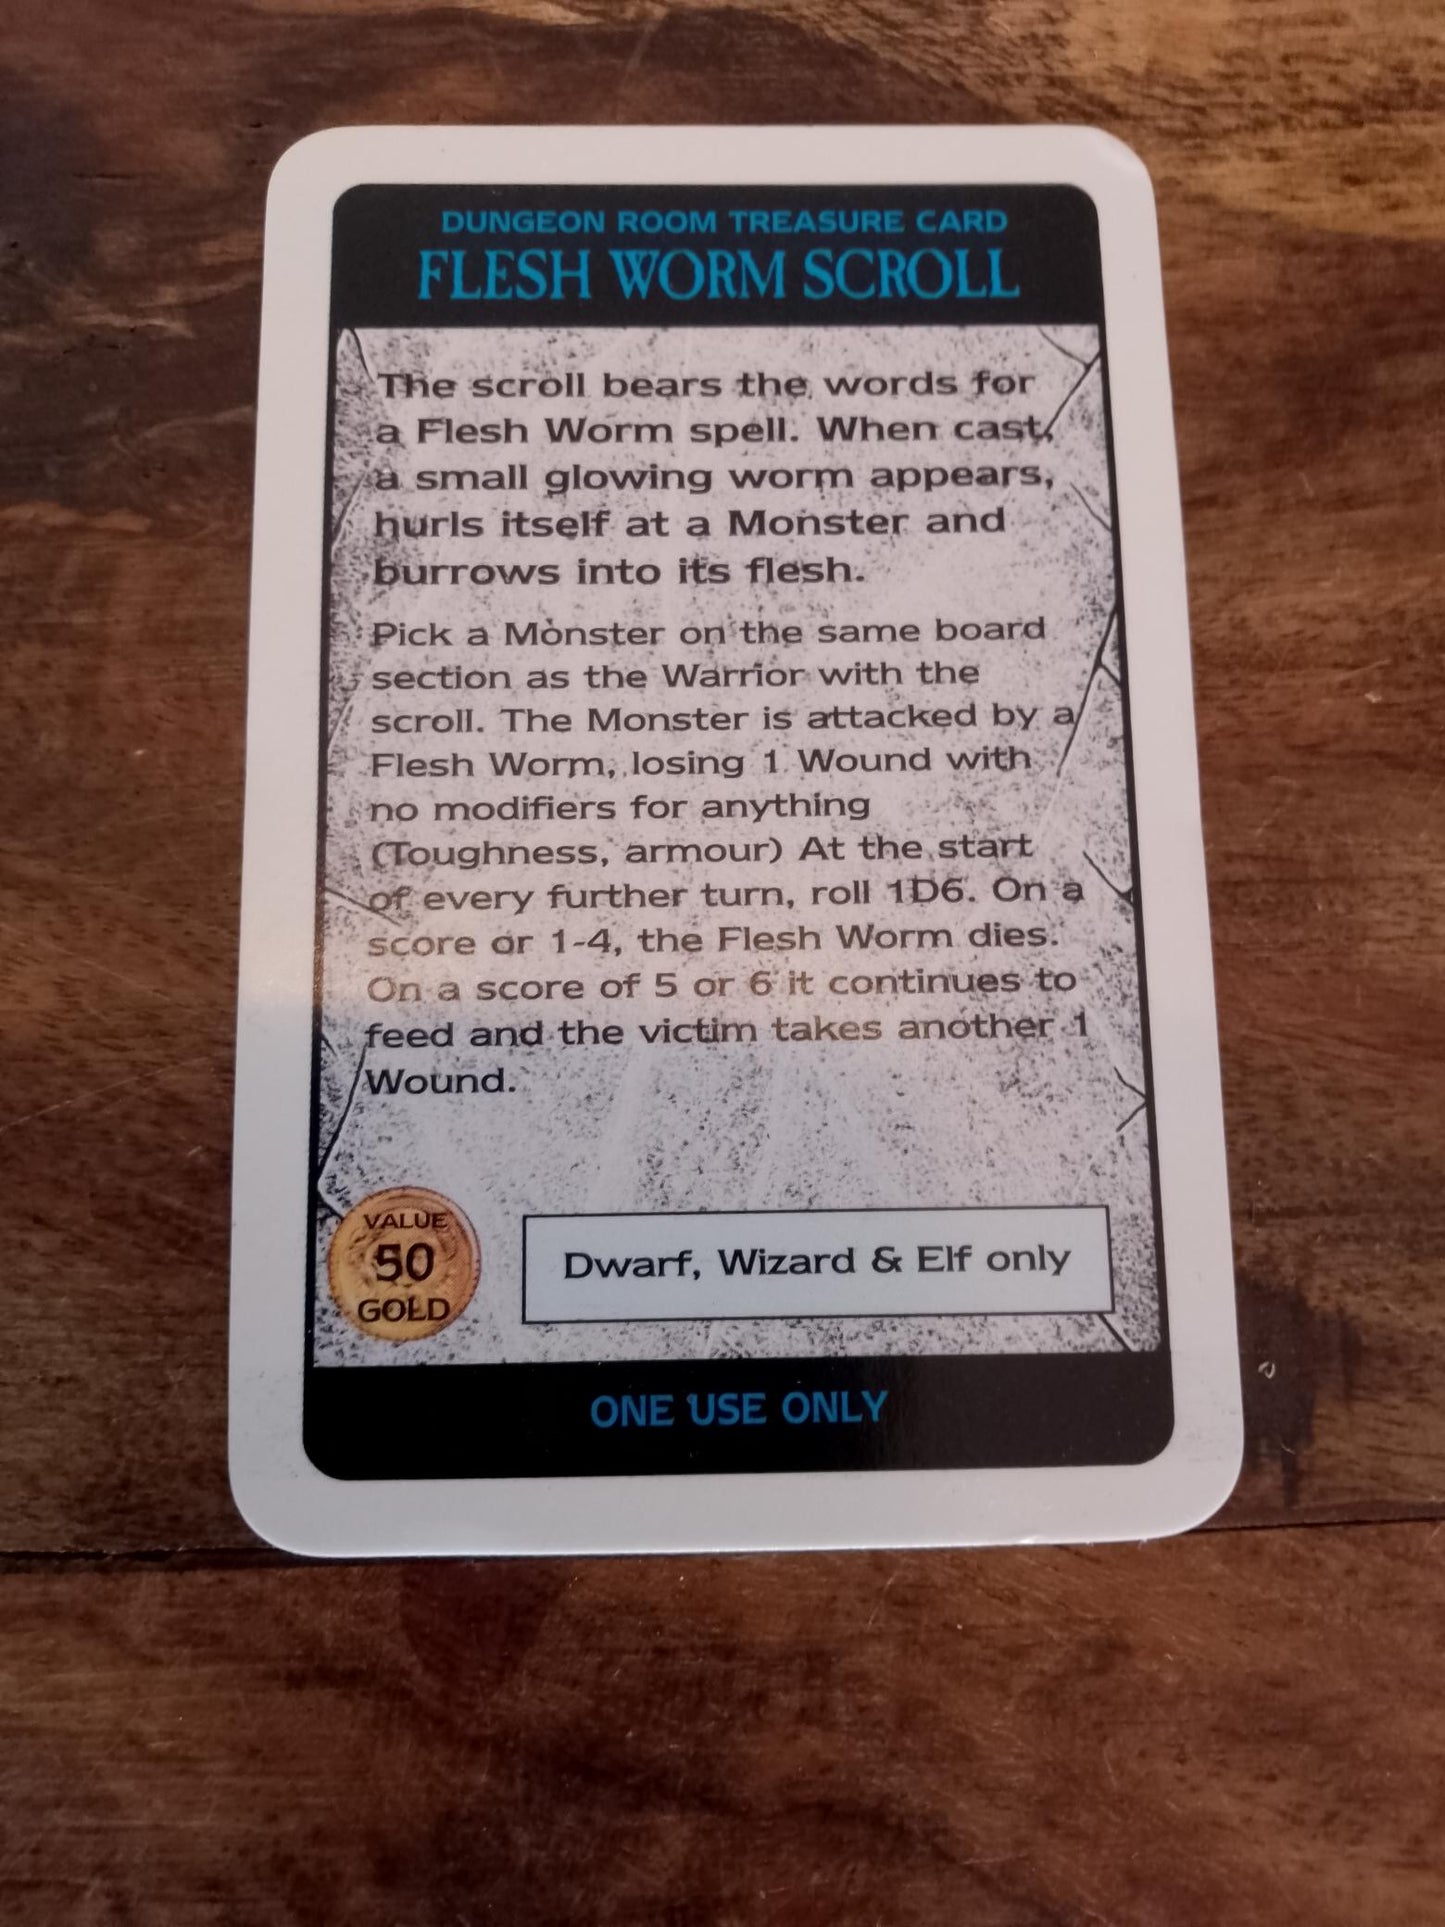 DUNGEON ROOM TREASURE CARD
FLESH WORM SCROLL
The scroll bears the words for
a Flesh Worm spell. When cast,
a small glowing worm appears,
hurls itself at a Monster and
burrows into its flesh.
Pick a Monster on the same board
section as the Warrior with the
scroll. The Monster is attacked by a
Flesh Worm, losing 1 Wound with
no modifiers for anything
(Toughness, armour) At the start
of every further turn, roll 1D6. On a
score or 1-4, the Flesh Worm dies.
On a score of 5 or 6 it continues to
feed and the victim takes another 1
Wound.
VALUE
50
GOLD
Dwarf, Wizard & Elf only
ONE USE ONLY